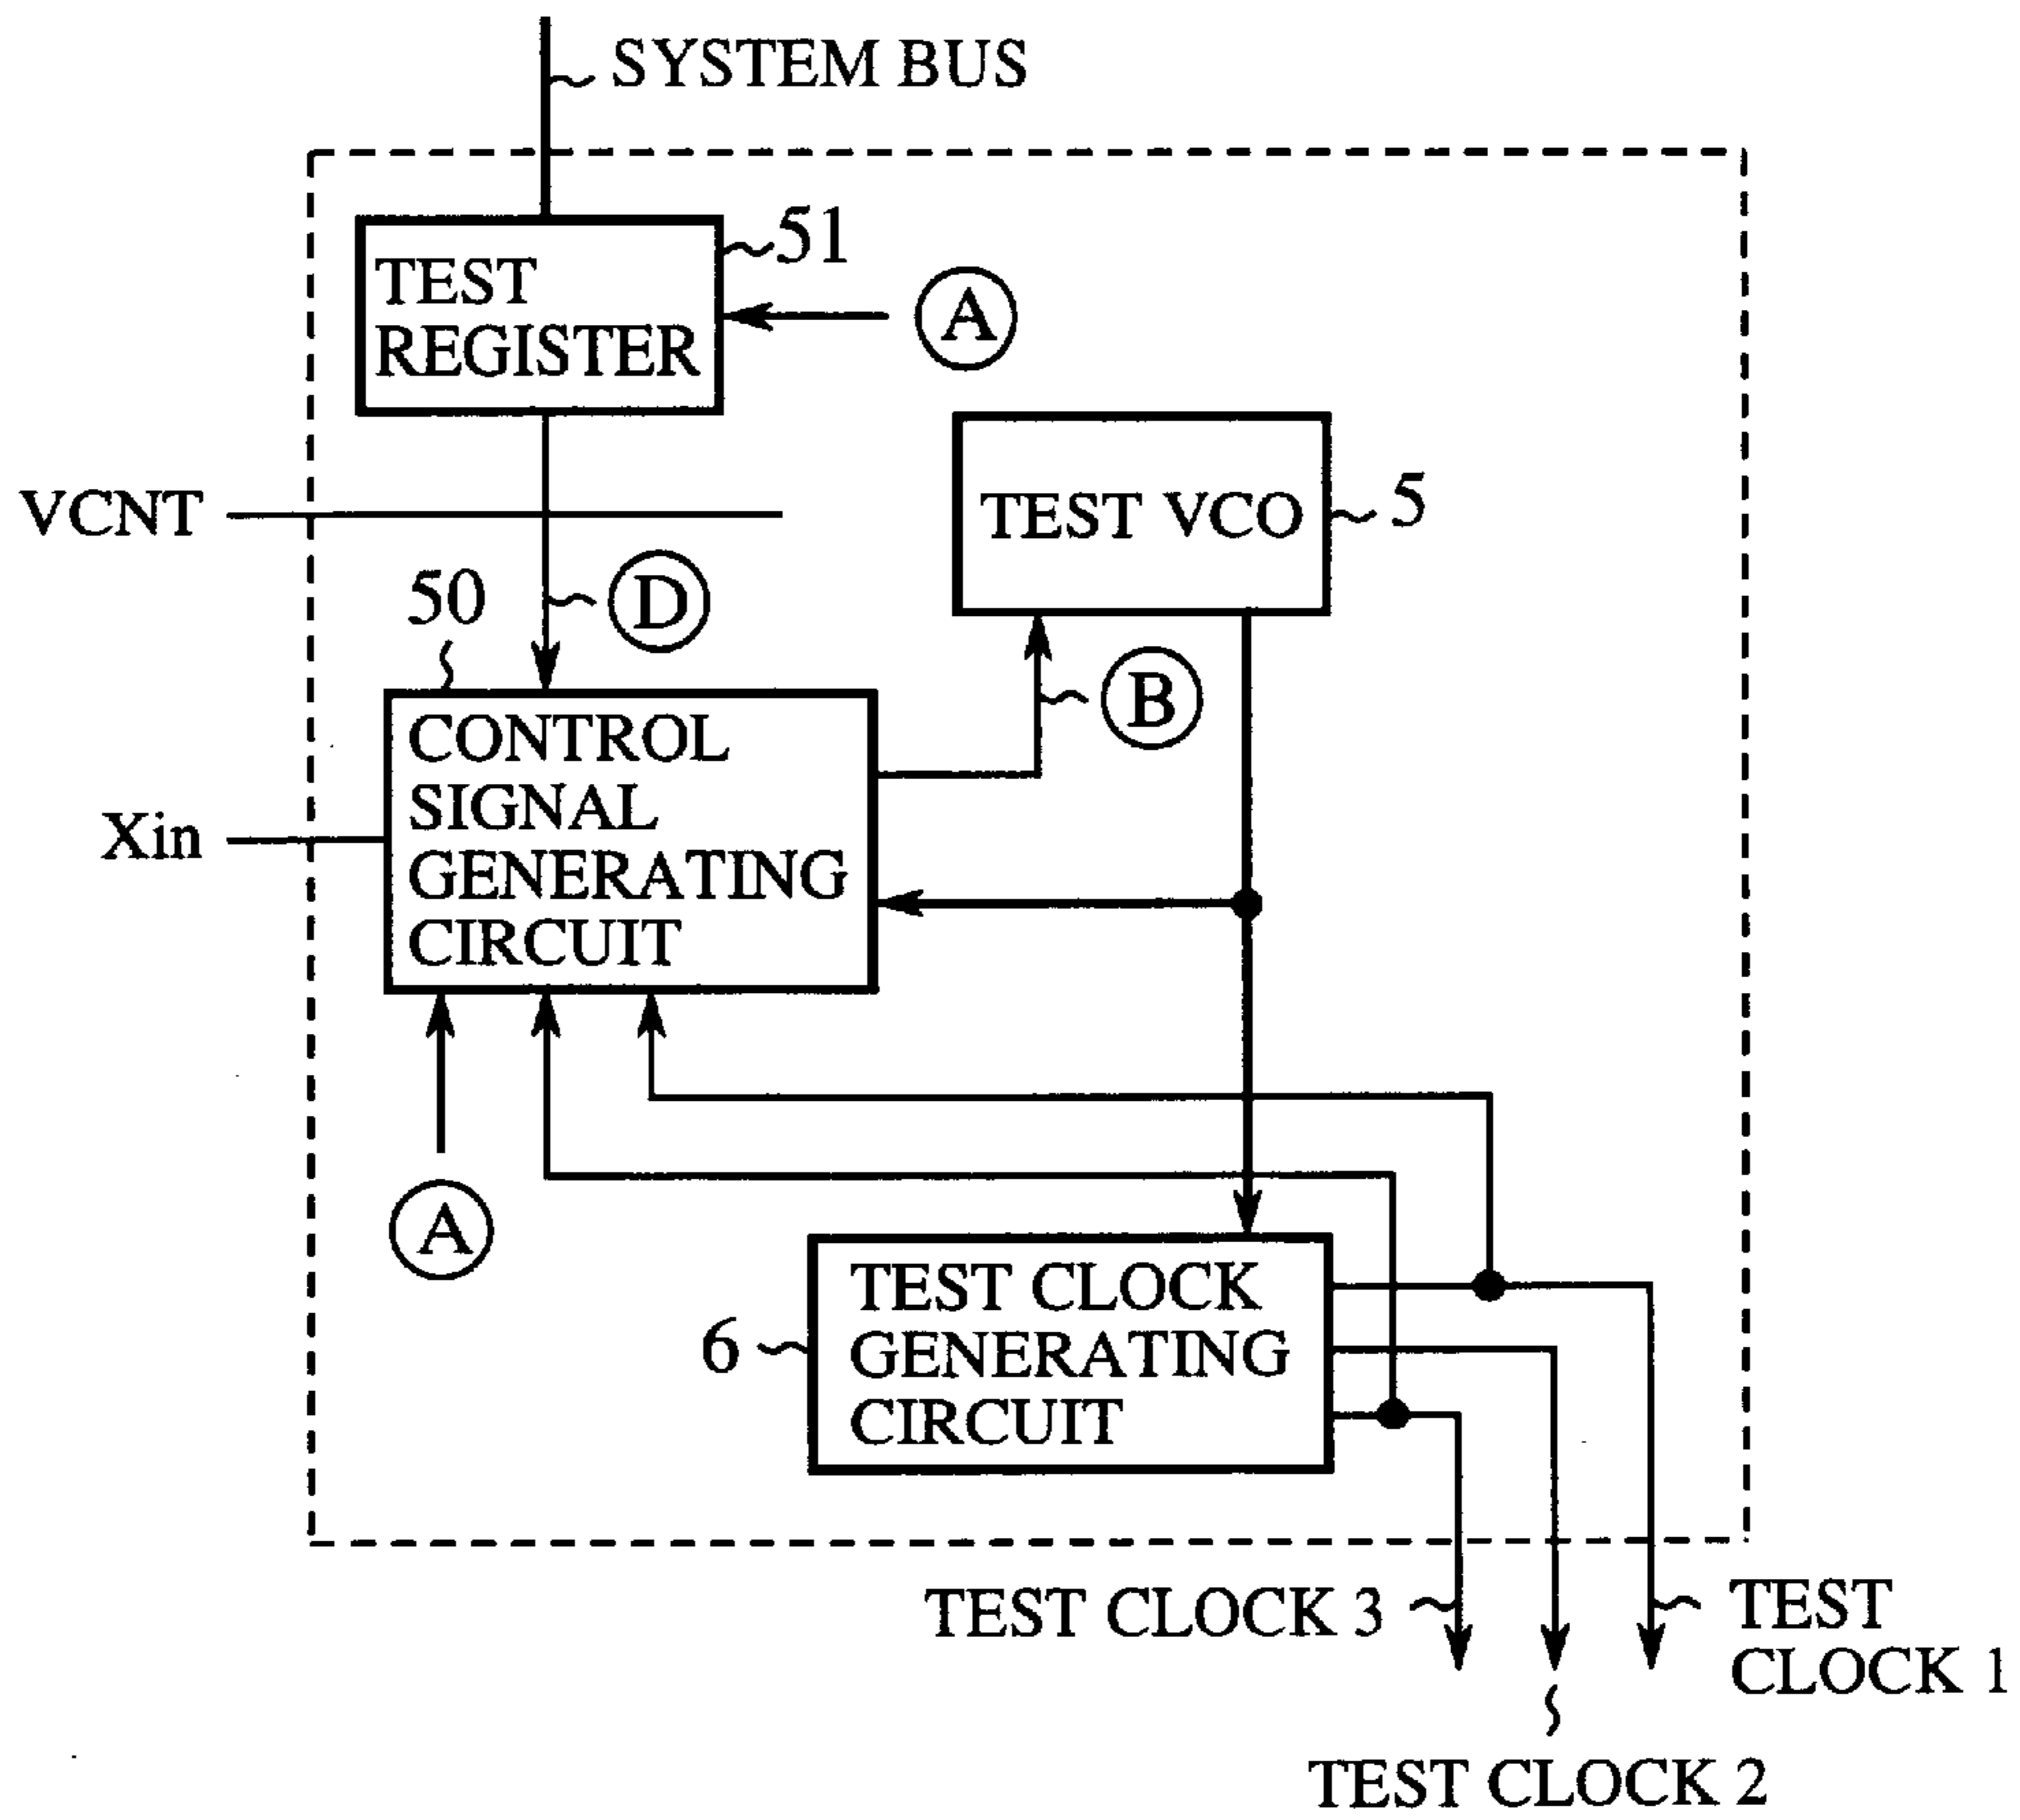 SYSTEM BUS
51
TEST
REGISTER
A
VCNT
TEST VCO
5
50
D
B
CONTROL
SIGNAL
GENERATING
CIRCUIT
Xin
A
TEST CLOCK
GENERATING
CIRCUIT
6
TEST CLOCK 3
TEST
CLOCK 1
TEST CLOCK 2